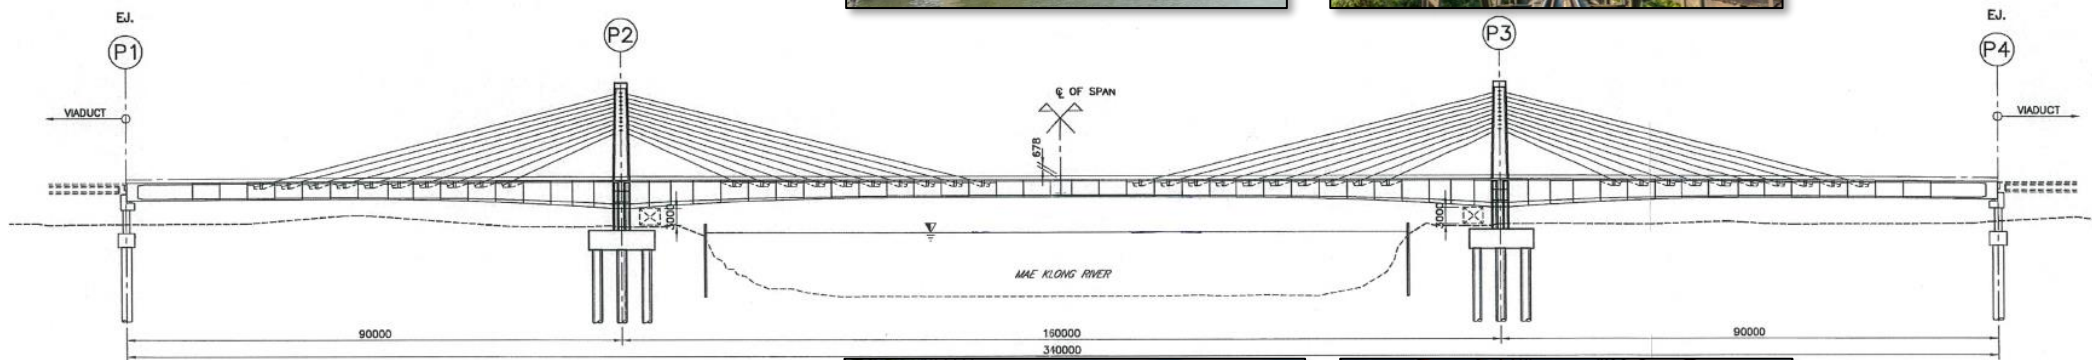 EJ.
P1
P2
P3
EJ.
P4
VIADUCT
℄ OF SPAN
VIADUCT
678
3000
3000
MAE KLONG RIVER
90000
160000
90000
340000